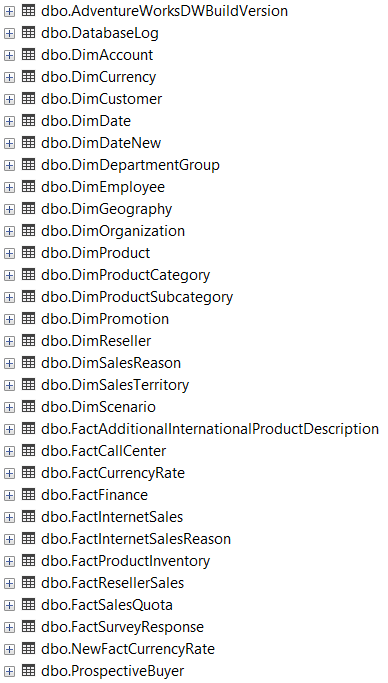 dbo.AdventureWorksDWBuildVersion
dbo.DatabaseLog
dbo.DimAccount
dbo.DimCurrency
dbo.DimCustomer
dbo.DimDate
dbo.DimDateNew
dbo.DimDepartmentGroup
dbo.DimEmployee
dbo.DimGeography
dbo.DimOrganization
dbo.DimProduct
dbo.DimProductCategory
dbo.DimProductSubcategory
dbo.DimPromotion
dbo.DimReseller
dbo.DimSalesReason
dbo.DimSalesTerritory
dbo.DimScenario
dbo.FactAdditionalInternationalProductDescription
dbo.FactCallCenter
dbo.FactCurrencyRate
dbo.FactFinance
dbo.FactInternetSales
dbo.FactInternetSalesReason
dbo.FactProductInventory
dbo.FactResellerSales
dbo.FactSalesQuota
dbo.FactSurveyResponse
dbo.NewFactCurrencyRate
dbo.ProspectiveBuyer